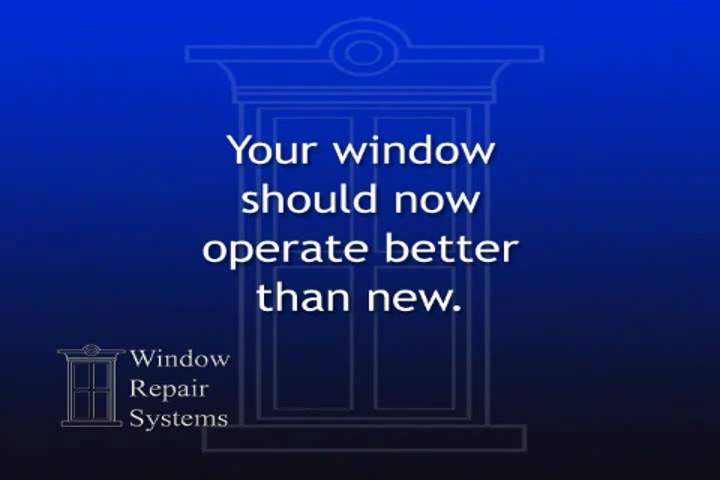 Your window
should now
operate better
than new.
Window
Repair
Systems